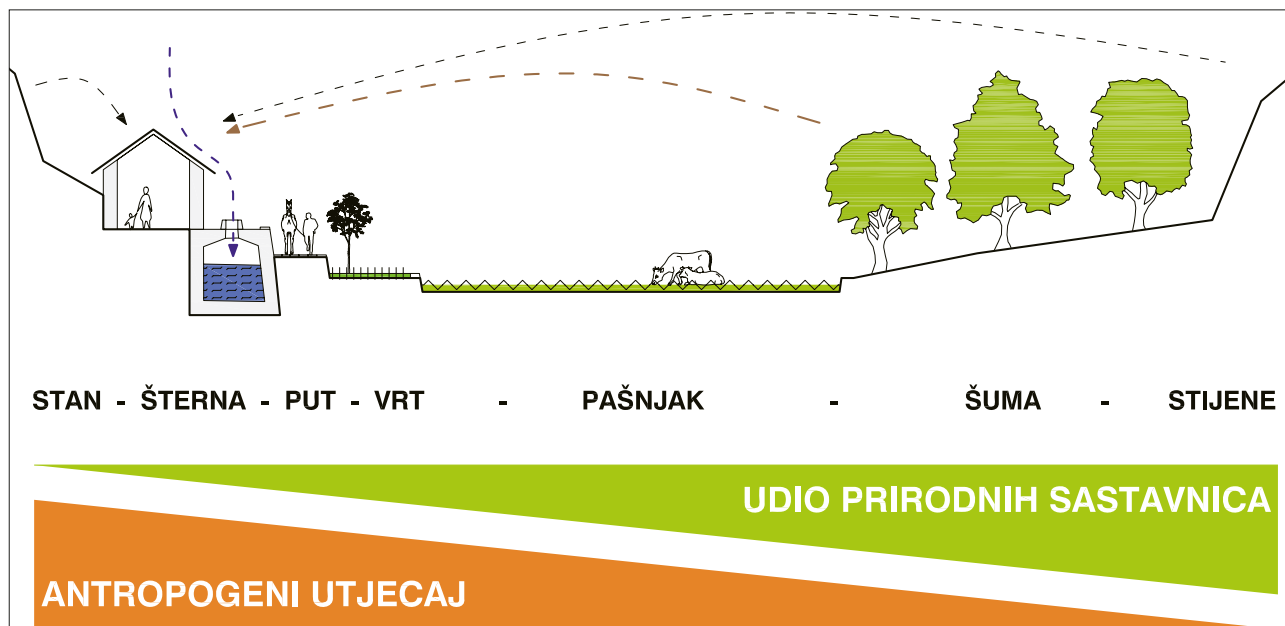 STAN - ŠTERNA - PUT - VRT - PAŠNJAK - ŠUMA - STIJENE
UDIO PRIRODNIH SASTAVNICA
ANTROPOGENI UTJECAJ